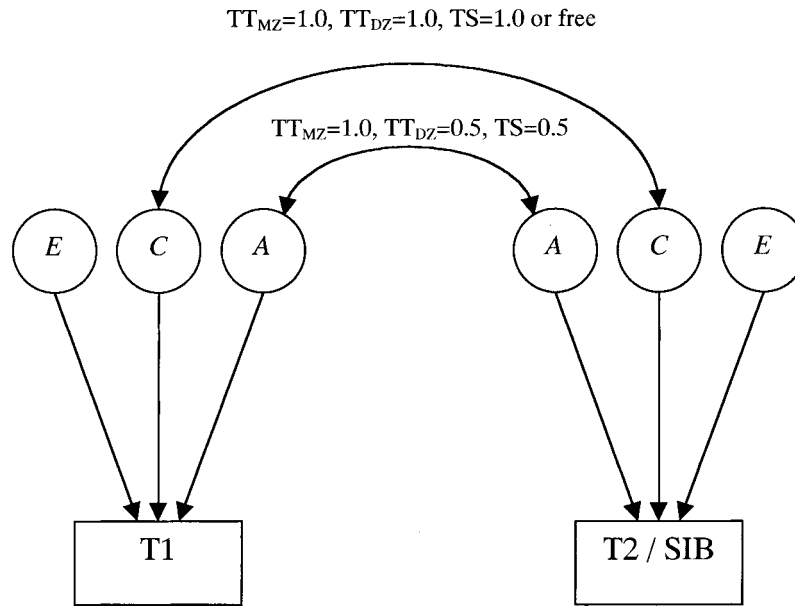 TT_MZ=1.0, TT_DZ=1.0, TS=1.0 or free
TT_MZ=1.0, TT_DZ=0.5, TS=0.5
E C A A C E
T1 T2 / SIB